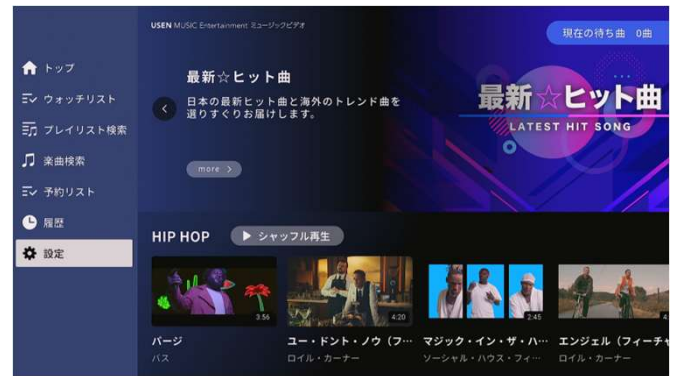 USEN MUSIC Entertainment ミュージックビデオ
現在の待ち曲 0曲
トップ
ウォッチリスト
プレイリスト検索
楽曲検索
予約リスト
履歴
設定
最新☆ヒット曲
日本の最新ヒット曲と海外のトレンド曲を
選りすぐりお届けします。
more
最新☆ヒット曲
LATEST HIT SONG
HIP HOP
シャッフル再生
3:56
4:20
2:45
4:
バージ
ユー・ドント・ノウ(フ…
マジック・イン・ザ・ハ…
エンジェル(フィーチャ
バス
ロイル・カーナー
ソーシャル・ハウス・フィ…
ロイル・カーナー